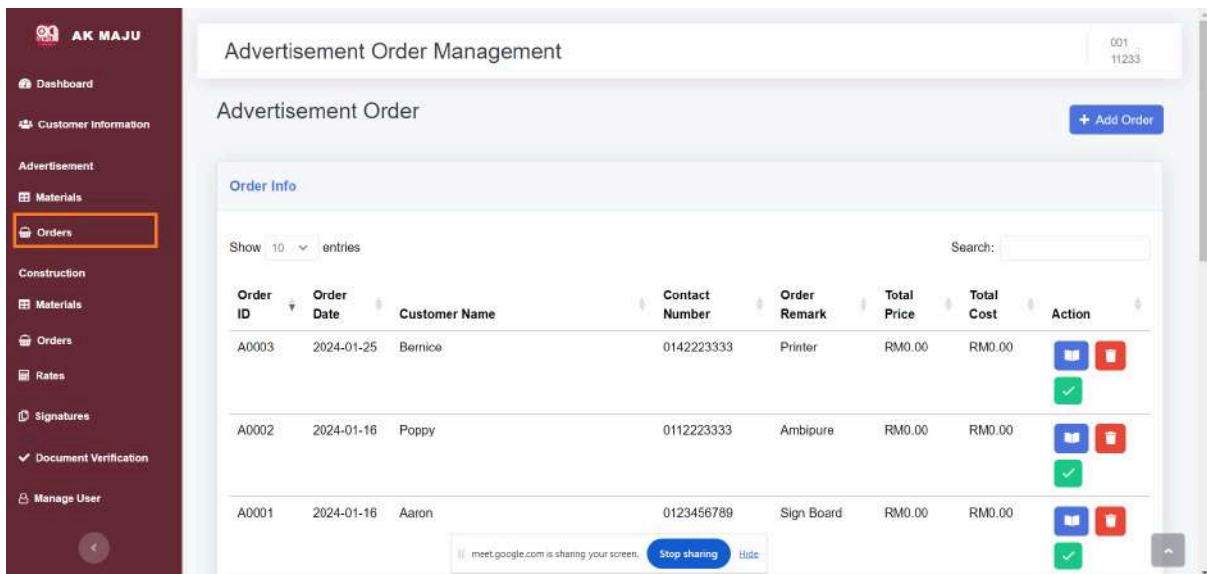 AK MAJU
Dashboard
Customer Information
Advertisement
Materials
Orders
Construction
Materials
Orders
Rates
Signatures
Document Verification
Manage User
Advertisement Order Management
001
11233
Advertisement Order
+ Add Order
Order Info
Show 10 entries
Search:
Order ID Order Date Customer Name Contact Number Order Remark Total Price Total Cost Action
A0003 2024-01-25 Bernice 0142223333 Printer RM0.00 RM0.00
A0002 2024-01-16 Poppy 0112223333 Ambipure RM0.00 RM0.00
A0001 2024-01-16 Aaron 0123456789 Sign Board RM0.00 RM0.00
meet.google.com is sharing your screen. Stop sharing Hide